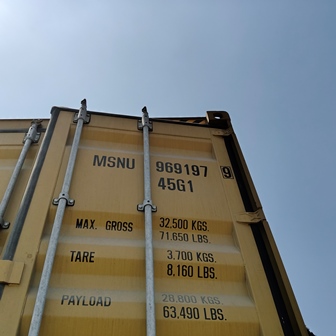 MSNU 969197 9
45G1
MAX. GROSS 32,500 KGS.
71,650 LBS.
TARE 3,700 KGS.
8,160 LBS.
PAYLOAD 28,800 KGS.
63,490 LBS.